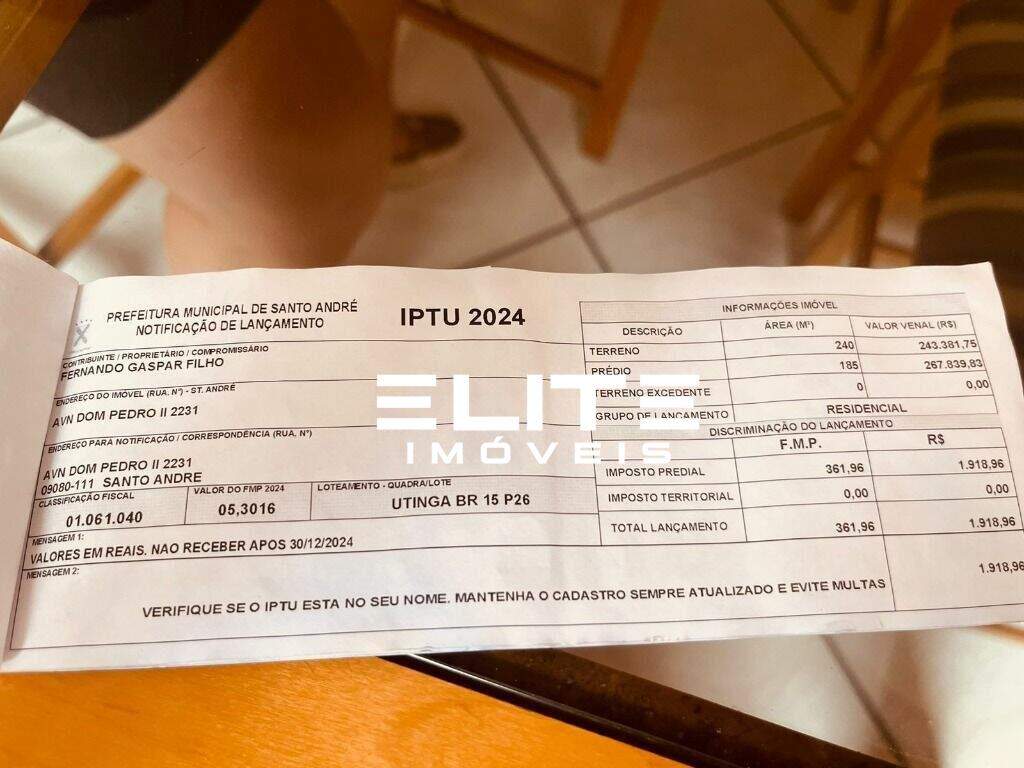 PREFEITURA MUNICIPAL DE SANTO ANDRÉ
NOTIFICAÇÃO DE LANÇAMENTO
IPTU 2024
CONTRIBUINTE / PROPRIETÁRIO / COMPROMISSÁRIO
FERNANDO GASPAR FILHO
ENDEREÇO DO IMÓVEL (RUA, Nº) - ST. ANDRÉ
AVN DOM PEDRO II 2231
ENDEREÇO PARA NOTIFICAÇÃO / CORRESPONDÊNCIA (RUA, Nº)
AVN DOM PEDRO II 2231
09080-111 SANTO ANDRE
CLASSIFICAÇÃO FISCAL
01.061.040
VALOR DO FMP 2024
05,3016
LOTEAMENTO - QUADRA/LOTE
UTINGA BR 15 P26
MENSAGEM 1:
VALORES EM REAIS. NAO RECEBER APOS 30/12/2024
MENSAGEM 2:
VERIFIQUE SE O IPTU ESTA NO SEU NOME. MANTENHA O CADASTRO SEMPRE ATUALIZADO E EVITE MULTAS
INFORMAÇÕES IMÓVEL
DESCRIÇÃO ÁREA (M²) VALOR VENAL (R$)
TERRENO 240 243.381,75
PRÉDIO 185 267.839,83
TERRENO EXCEDENTE 0 0,00
GRUPO DE LANÇAMENTO RESIDENCIAL
DISCRIMINAÇÃO DO LANÇAMENTO
F.M.P. R$
IMPOSTO PREDIAL 361,96 1.918,96
IMPOSTO TERRITORIAL 0,00 0,00
TOTAL LANÇAMENTO 361,96 1.918,96
1.918,96
ELITE
IMÓVEIS